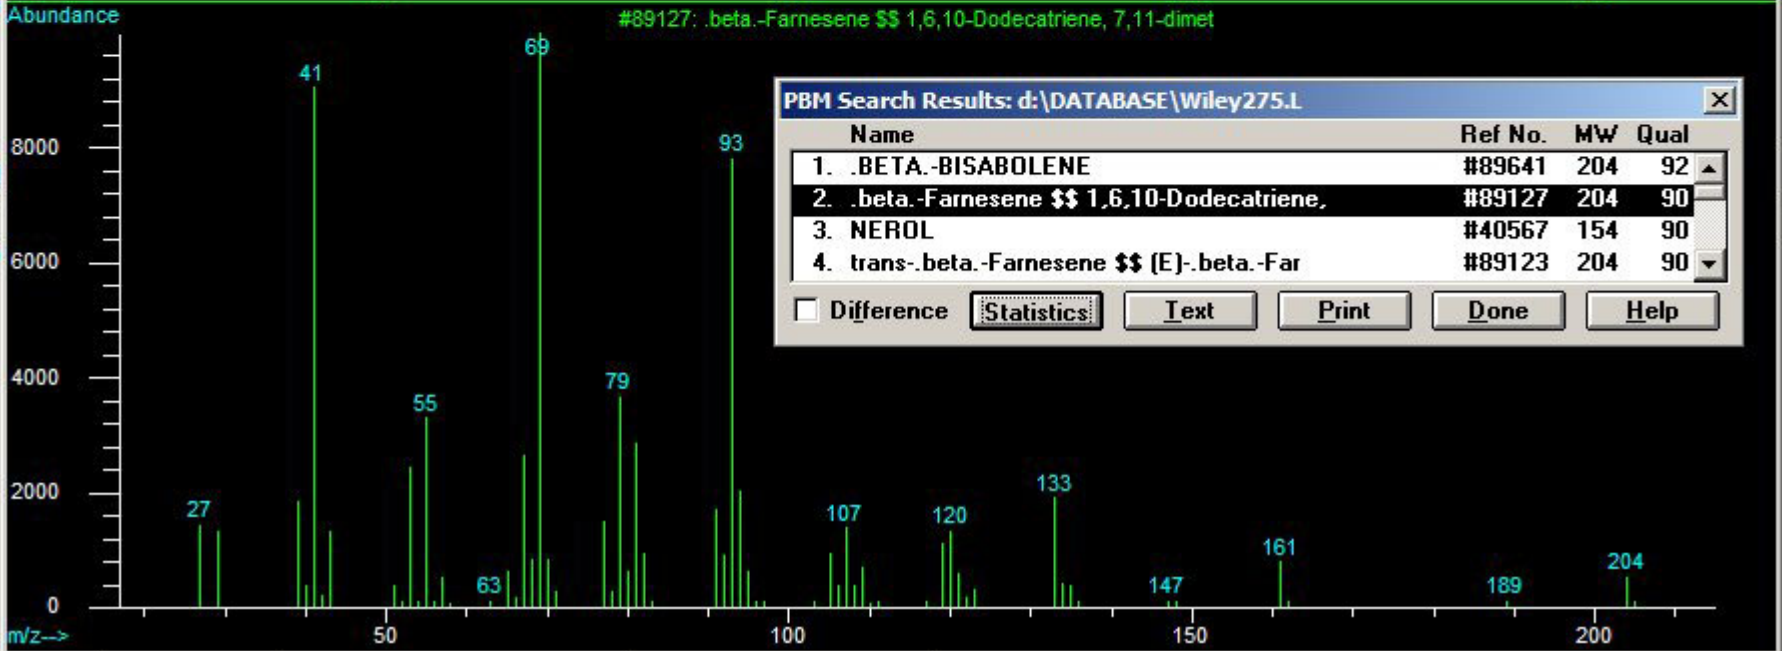 Abundance
#89127: .beta.-Farnesene $$ 1,6,10-Dodecatriene, 7,11-dimet
69
41
PBM Search Results: d:\DATABASE\Wiley275.L
Name Ref No. MW Qual
8000
93
1. .BETA.-BISABOLENE #89641 204 92
2. .beta.-Farnesene $$ 1,6,10-Dodecatriene, #89127 204 90
3. NEROL #40567 154 90
4. trans-.beta.-Farnesene $$ (E)-.beta.-Far #89123 204 90
6000
Difference Statistics Text Print Done Help
4000
79
55
2000
133
27
107
120
161
204
63
147
189
0
m/z-->
50 100 150 200